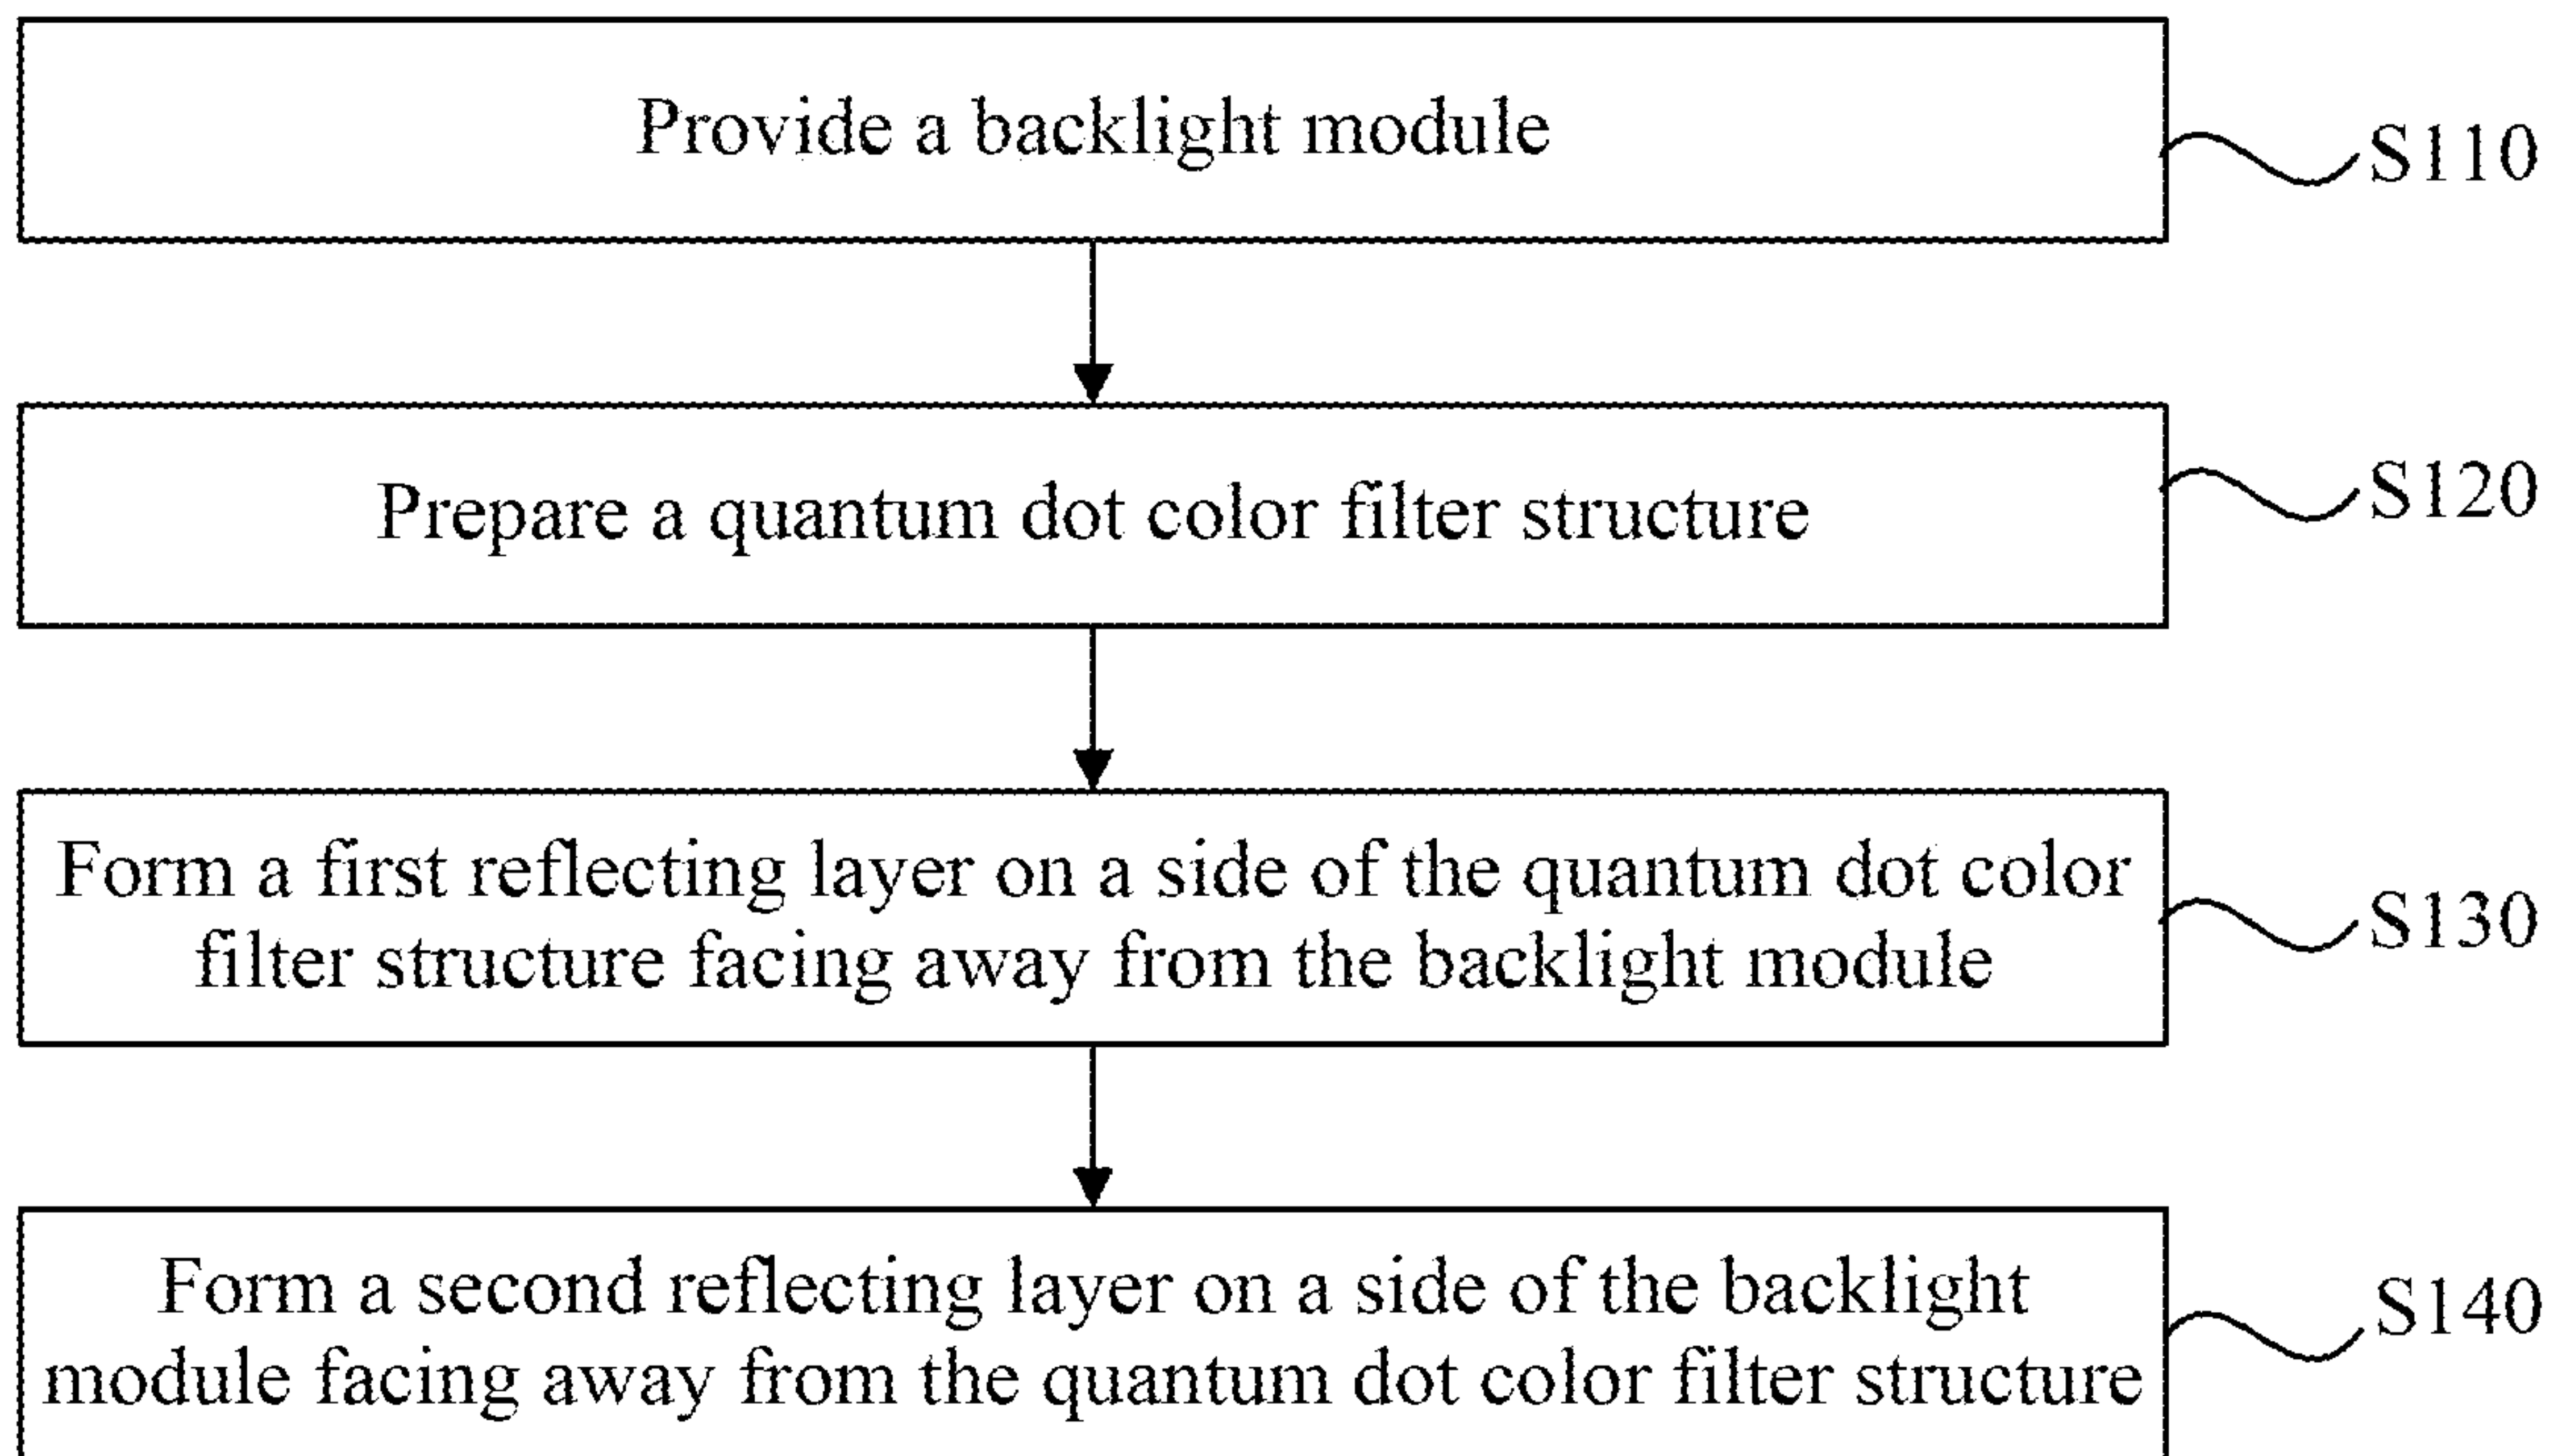 Provide a backlight module
S110
Prepare a quantum dot color filter structure
S120
Form a first reflecting layer on a side of the quantum dot color
filter structure facing away from the backlight module
S130
Form a second reflecting layer on a side of the backlight
module facing away from the quantum dot color filter structure
S140